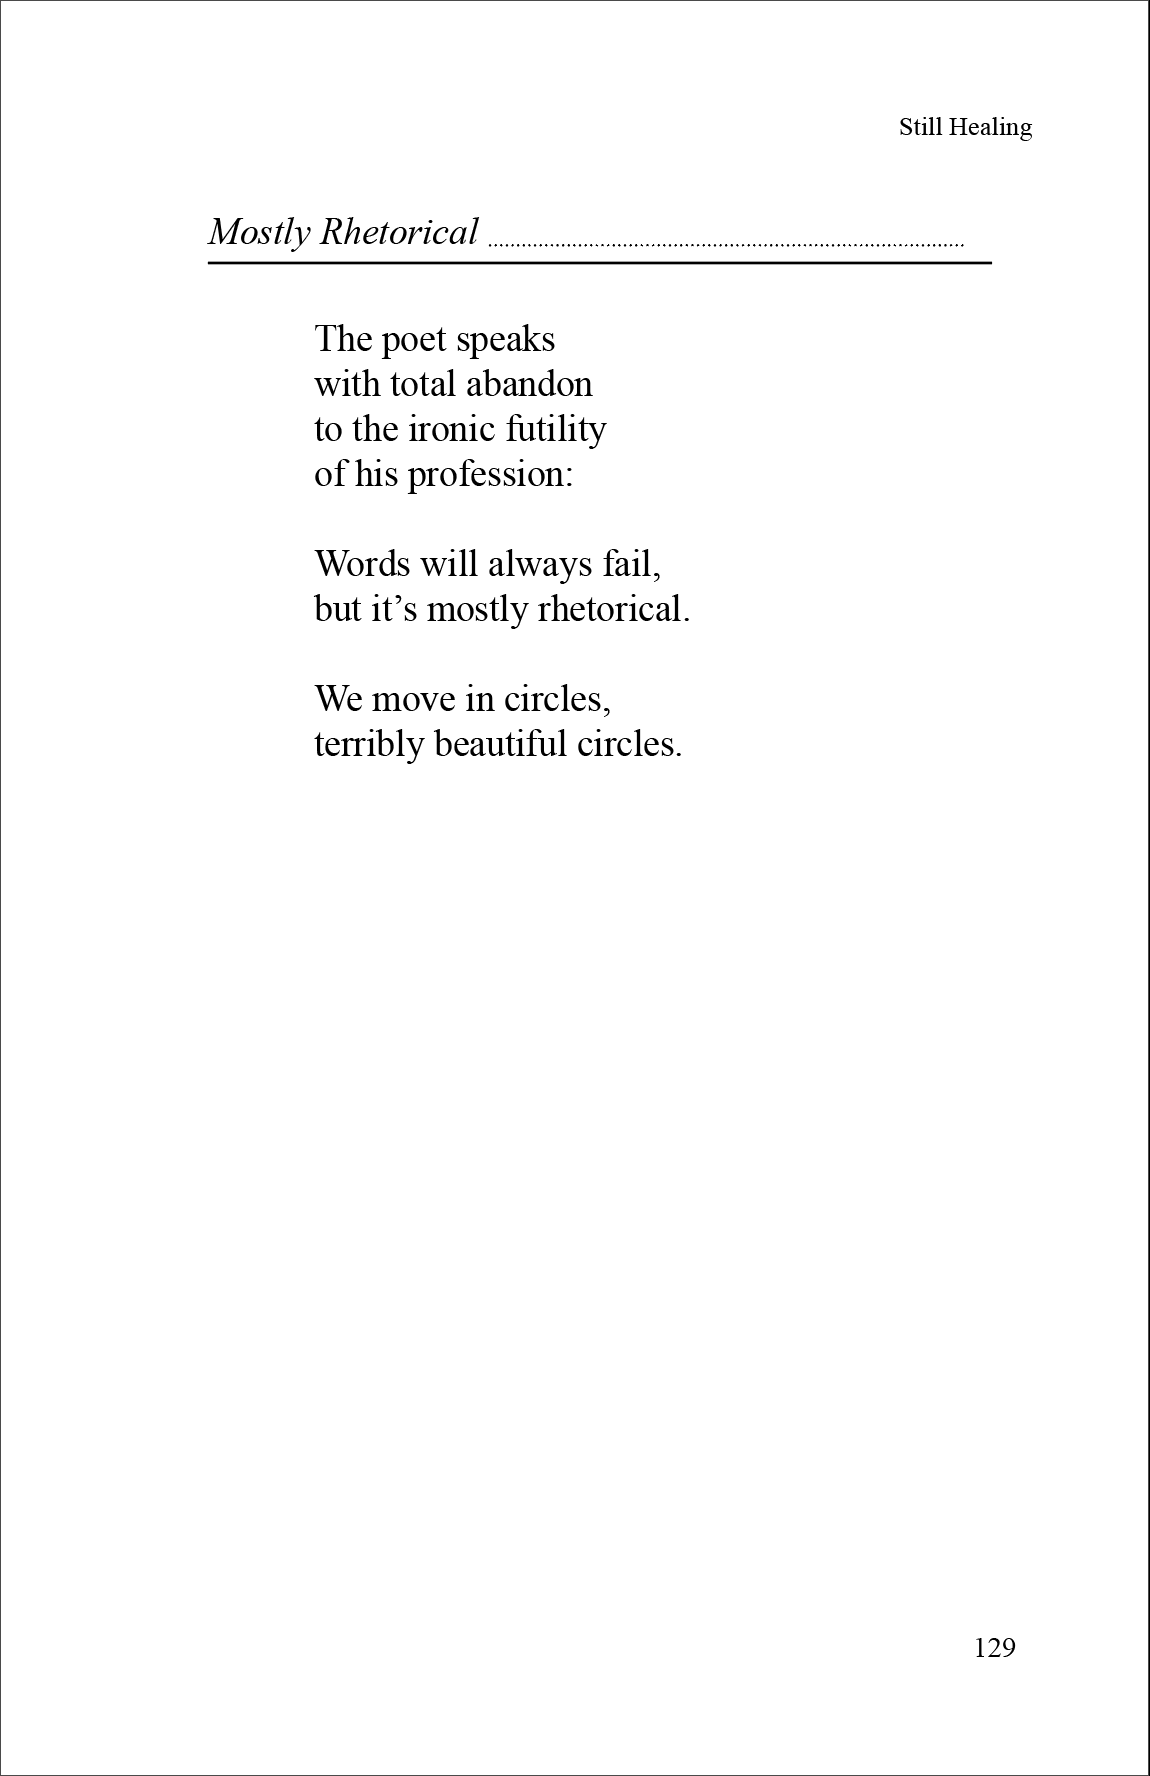 Still Healing
Mostly Rhetorical
The poet speaks
with total abandon
to the ironic futility
of his profession:
Words will always fail,
but it’s mostly rhetorical.
We move in circles,
terribly beautiful circles.
129